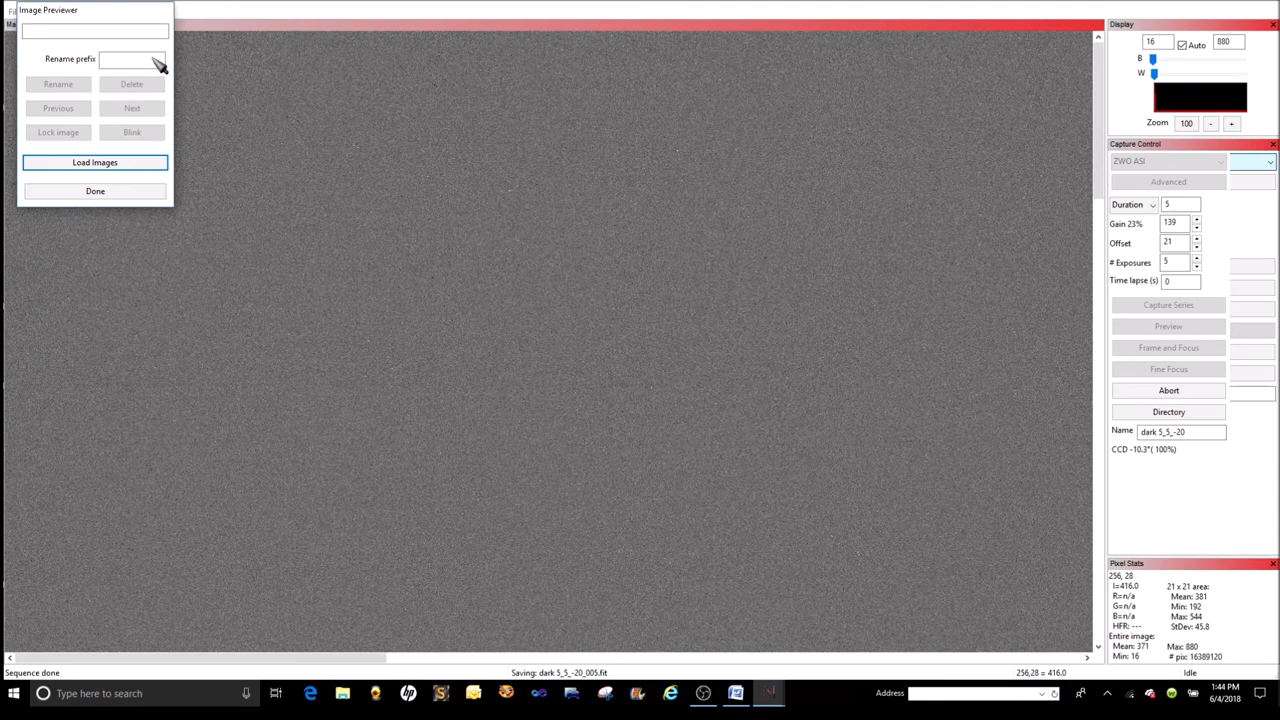 Image Previewer
Fi
Ma
Rename prefix
Rename
Delete
Previous
Next
Lock image
Blink
Load Images
Done
Display
16
Auto
880
B
W
Zoom
100
-
+
Capture Control
ZWO ASI
Advanced
Duration
5
Gain 23%
139
Offset
21
# Exposures
5
Time lapse (s)
0
Capture Series
Preview
Frame and Focus
Fine Focus
Abort
Directory
Name
dark 5_5_-20
CCD -10.3°( 100%)
Pixel Stats
256, 28
I=416.0
21 x 21 area:
R=n/a
Mean: 381
G=n/a
Min: 192
B=n/a
Max: 544
HFR: ---
StDev: 45.8
Entire image:
Mean: 371
Max: 880
Min: 16
# pix: 16389120
Sequence done
Saving: dark 5_5_-20_005.fit
256,28 = 416.0
Idle
Type here to search
Address
1:44 PM
6/4/2018